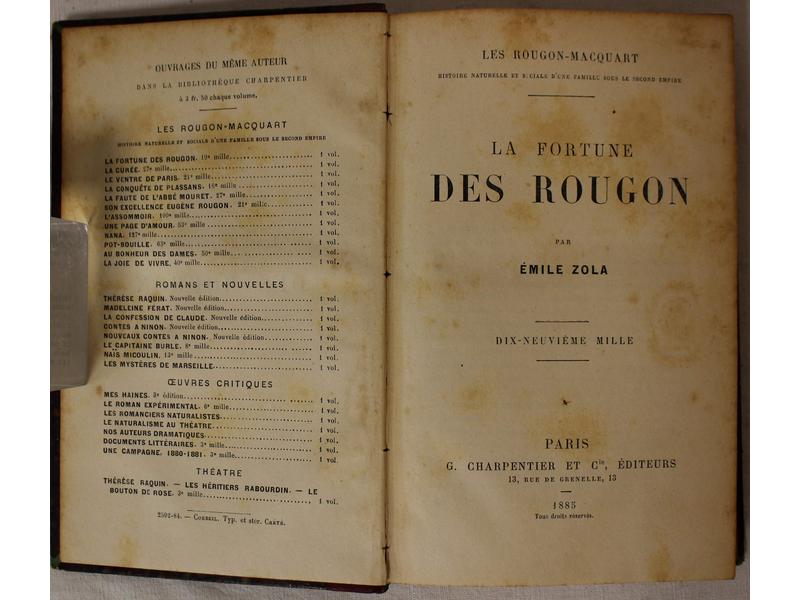 OUVRAGES DU MÊME AUTEUR
DANS LA BIBLIOTHÈQUE CHARPENTIER
à 3 fr. 50 chaque volume.
LES ROUGON-MACQUART
HISTOIRE NATURELLE ET SOCIALE D'UNE FAMILLE SOUS LE SECOND EMPIRE
LA FORTUNE DES ROUGON. 19e mille. 1 vol.
LA CURÉE. 27e mille. 1 vol.
LE VENTRE DE PARIS. 21e mille. 1 vol.
LA CONQUÊTE DE PLASSANS. 16e mille 1 vol.
LA FAUTE DE L'ABBÉ MOURET. 27e mille. 1 vol.
SON EXCELLENCE EUGÈNE ROUGON. 21e mille. 1 vol.
L'ASSOMMOIR. 100e mille. 1 vol.
UNE PAGE D'AMOUR. 53e mille 1 vol.
NANA. 127e mille. 1 vol.
POT-BOUILLE. 63e mille. 1 vol.
AU BONHEUR DES DAMES. 50e mille. 1 vol.
LA JOIE DE VIVRE. 40e mille. 1 vol.
ROMANS ET NOUVELLES
THÉRÈSE RAQUIN. Nouvelle édition. 1 vol.
MADELEINE FÉRAT. Nouvelle édition. 1 vol.
LA CONFESSION DE CLAUDE. Nouvelle édition. 1 vol.
CONTES A NINON. Nouvelle édition. 1 vol.
NOUVEAUX CONTES A NINON. Nouvelle édition. 1 vol.
LE CAPITAINE BURLE. 8e mille. 1 vol.
NAÏS MICOULIN. 13e mille. 1 vol.
LES MYSTÈRES DE MARSEILLE. 1 vol.
ŒUVRES CRITIQUES
MES HAINES. 3e édition. 1 vol.
LE ROMAN EXPÉRIMENTAL. 6e mille. 1 vol.
LES ROMANCIERS NATURALISTES. 1 vol.
LE NATURALISME AU THÉATRE. 1 vol.
NOS AUTEURS DRAMATIQUES. 1 vol.
DOCUMENTS LITTÉRAIRES. 3e mille. 1 vol.
UNE CAMPAGNE. 1880-1881. 3e mille. 1 vol.
THÉATRE
THÉRÈSE RAQUIN. — LES HÉRITIERS RABOURDIN. — LE
BOUTON DE ROSE. 3e mille. 1 vol.
2502-84. — CORBEIL. Typ. et stér. CRÉTÉ.
LES ROUGON-MACQUART
HISTOIRE NATURELLE ET SOCIALE D'UNE FAMILLE SOUS LE SECOND EMPIRE
LA FORTUNE
DES ROUGON
PAR
ÉMILE ZOLA
DIX-NEUVIÈME MILLE
PARIS
G. CHARPENTIER ET Cie, ÉDITEURS
13, RUE DE GRENELLE, 13
1885
Tous droits réservés.